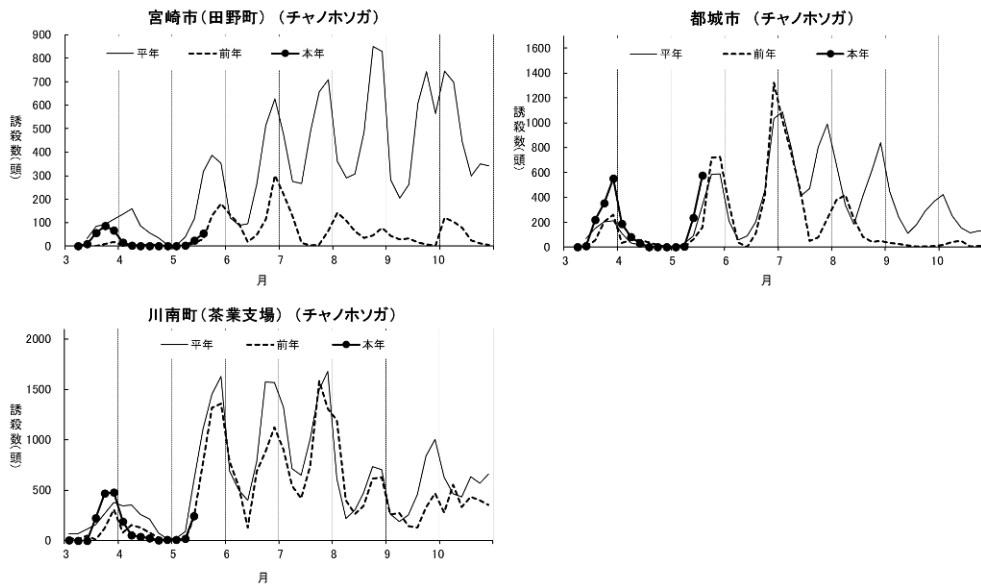 宮崎市(田野町)(チャノホソガ)
平年 前年 本年
900
800
700
600
500
400
300
200
100
0
誘殺数(頭)
3 4 5 6 7 8 9 10
月
都城市 (チャノホソガ)
平年 前年 本年
1600
1400
1200
1000
800
600
400
200
0
誘殺数(頭)
3 4 5 6 7 8 9 10
月
川南町(茶業支場) (チャノホソガ)
平年 前年 本年
2000
1500
1000
500
0
誘殺数(頭)
3 4 5 6 7 8 9 10
月